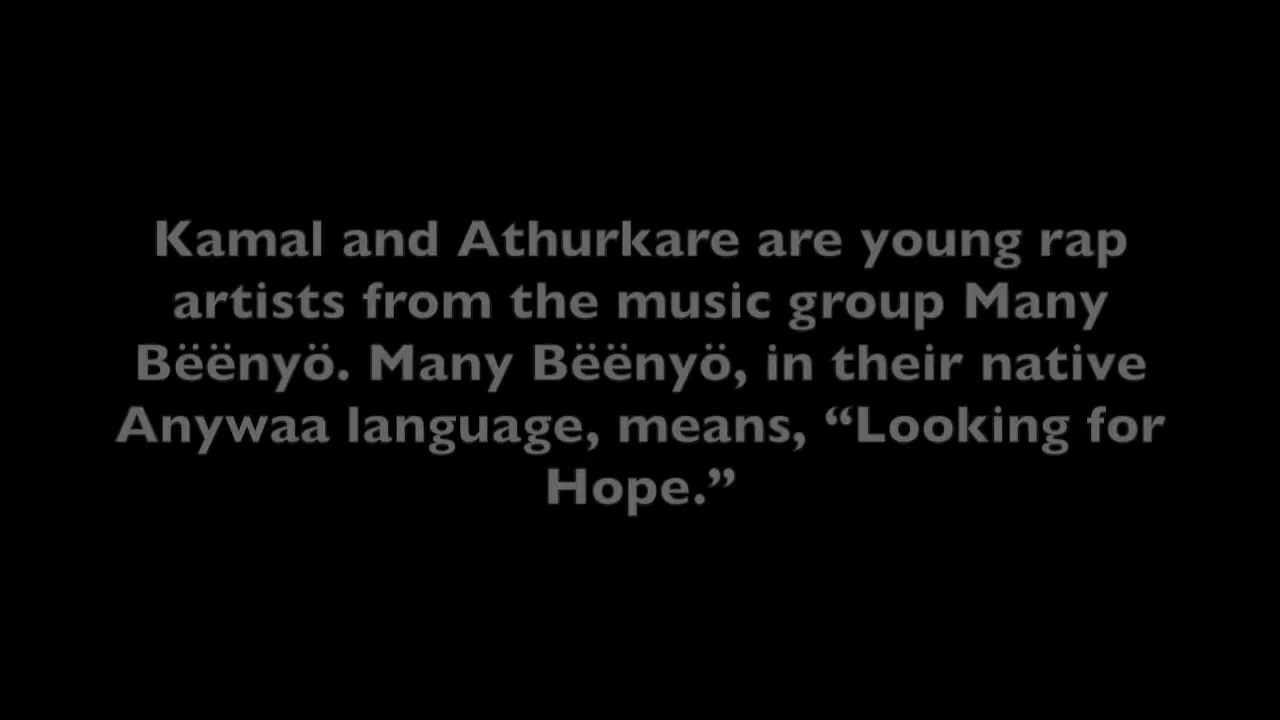 Kamal and Athurkare are young rap
artists from the music group Many
Bëënyö. Many Bëënyö, in their native
Anywaa language, means, “Looking for
Hope.”